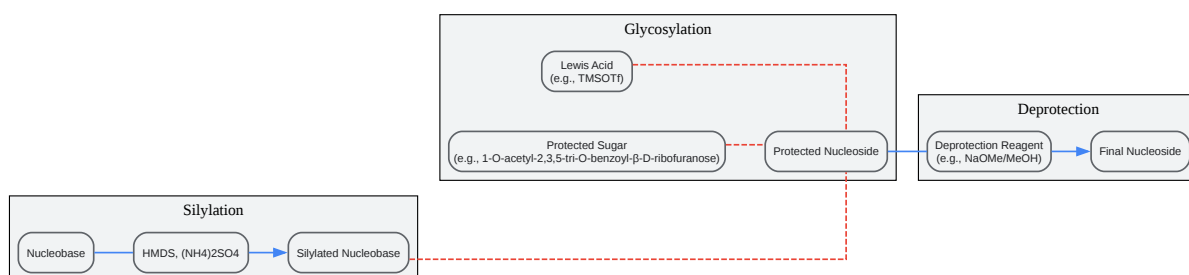 Glycosylation
Lewis Acid
(e.g., TMSOTf)
Protected Sugar
(e.g., 1-O-acetyl-2,3,5-tri-O-benzoyl-β-D-ribofuranose)
Protected Nucleoside
Deprotection
Deprotection Reagent
(e.g., NaOMe/MeOH)
Final Nucleoside
Silylation
Nucleobase
HMDS, (NH4)2SO4
Silylated Nucleobase